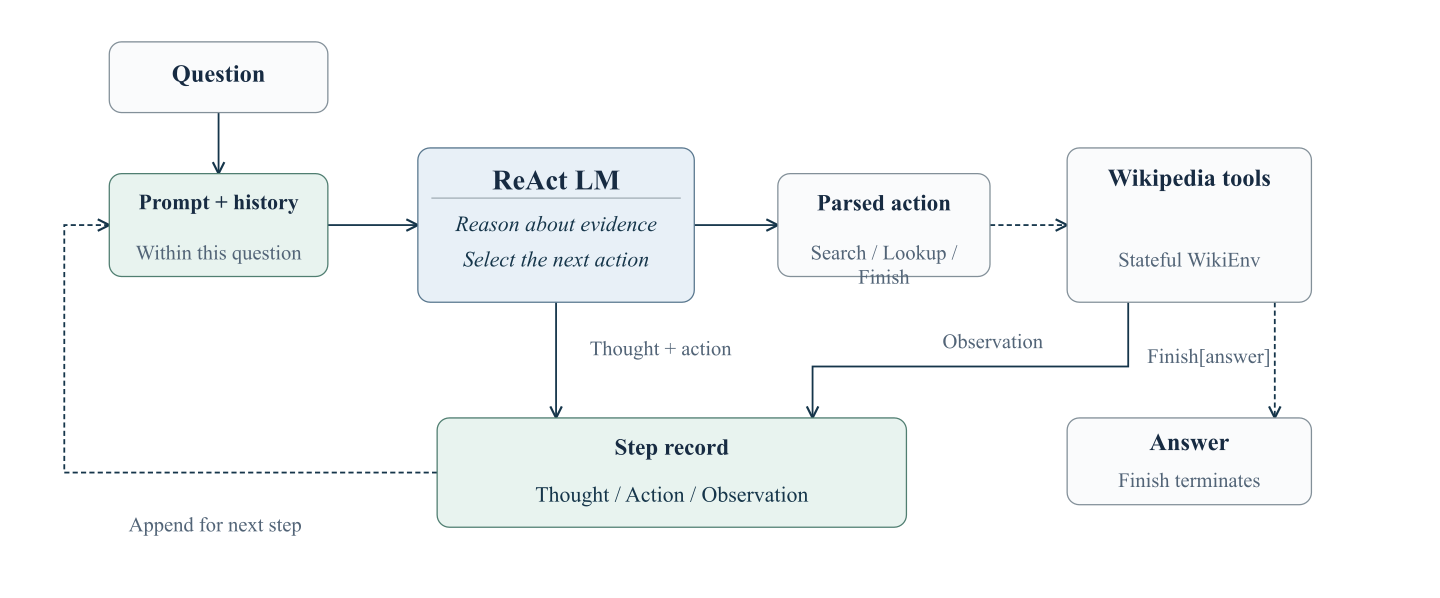 Question
Prompt + history
Within this question
ReAct LM
Reason about evidence
Select the next action
Parsed action
Search / Lookup /
Finish
Wikipedia tools
Stateful WikiEnv
Thought + action
Observation
Finish[answer]
Step record
Thought / Action / Observation
Answer
Finish terminates
Append for next step